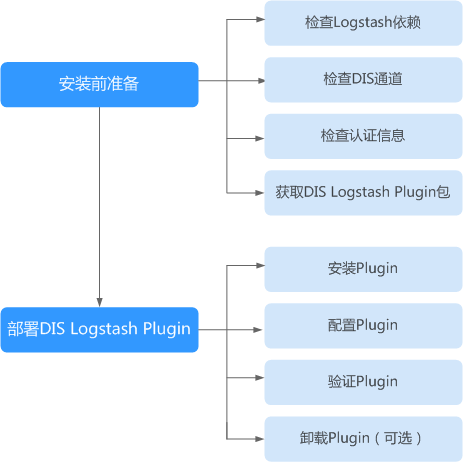 安装前准备
检查Logstash依赖
检查DIS通道
检查认证信息
获取DIS Logstash Plugin包
部署DIS Logstash Plugin
安装Plugin
配置Plugin
验证Plugin
卸载Plugin（可选）